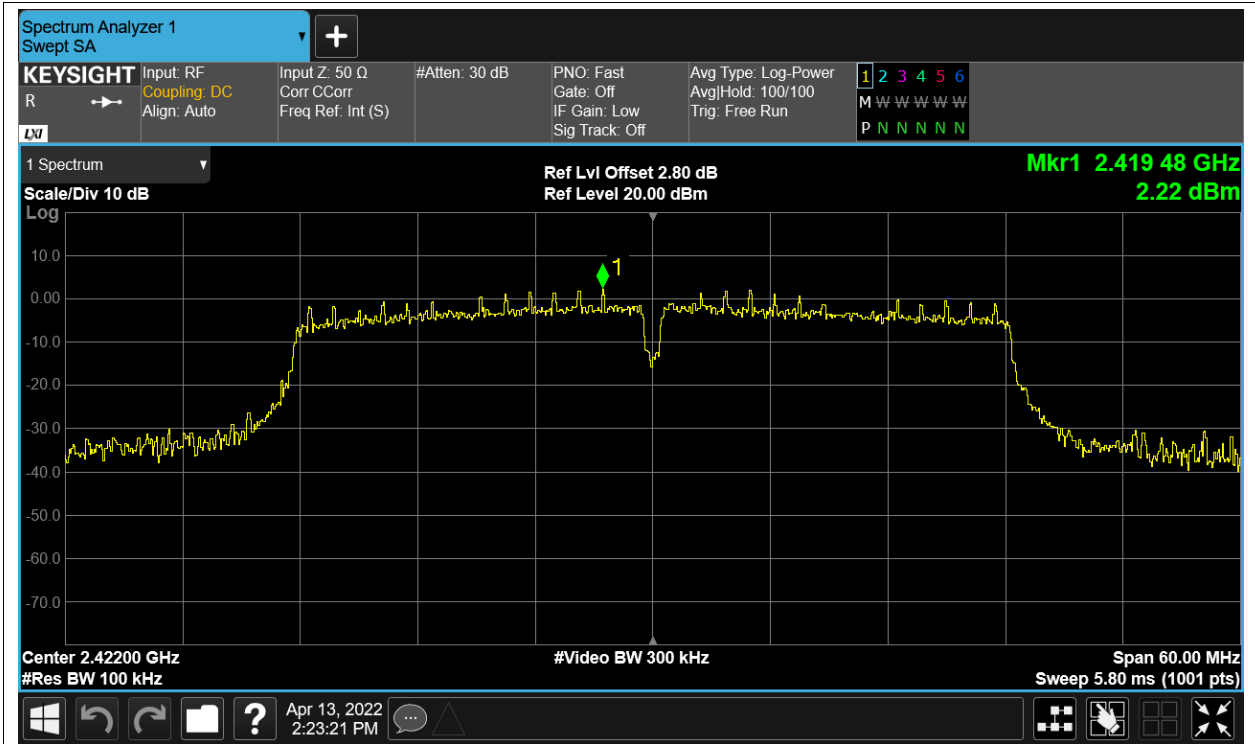 Spectrum Analyzer 1
Swept SA
+
KEYSIGHT
R
LXI
Input: RF
Coupling: DC
Align: Auto
Input Z: 50 Ω
Corr CCorr
Freq Ref: Int (S)
#Atten: 30 dB
PNO: Fast
Gate: Off
IF Gain: Low
Sig Track: Off
Avg Type: Log-Power
Avg|Hold: 100/100
Trig: Free Run
1 2 3 4 5 6
M W W W W W
P N N N N N
1 Spectrum
Scale/Div 10 dB
Log
Ref Lvl Offset 2.80 dB
Ref Level 20.00 dBm
Mkr1 2.419 48 GHz
2.22 dBm
1
10.0
0.00
-10.0
-20.0
-30.0
-40.0
-50.0
-60.0
-70.0
Center 2.42200 GHz
#Video BW 300 kHz
Span 60.00 MHz
#Res BW 100 kHz
Sweep 5.80 ms (1001 pts)
?
Apr 13, 2022
2:23:21 PM